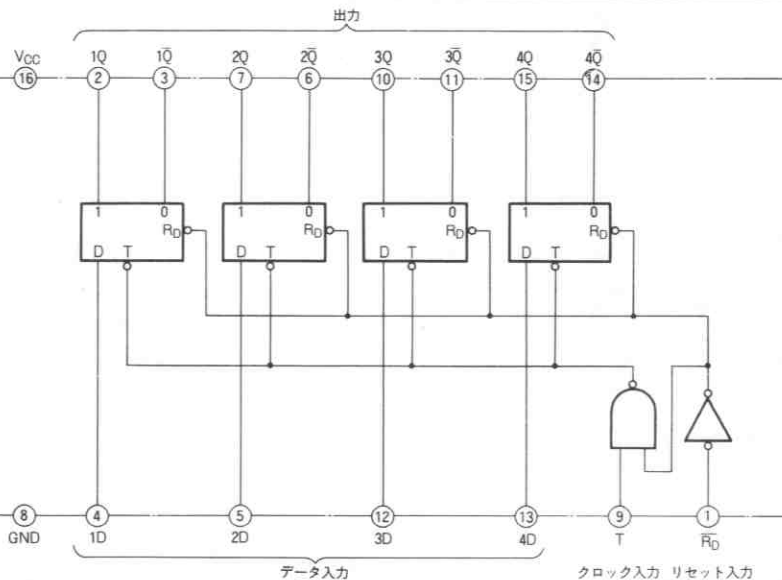 出力
VCC 1Q 1Q̅ 2Q 2Q̅ 3Q 3Q̅ 4Q 4Q̅
16 2 3 7 6 10 11 15 14
1 0 1 0 1 0 1 0
RD RD RD RD
D T D T D T D T
8 4 5 12 13 9 1
GND 1D 2D 3D 4D T R̅D̅
データ入力 クロック入力 リセット入力